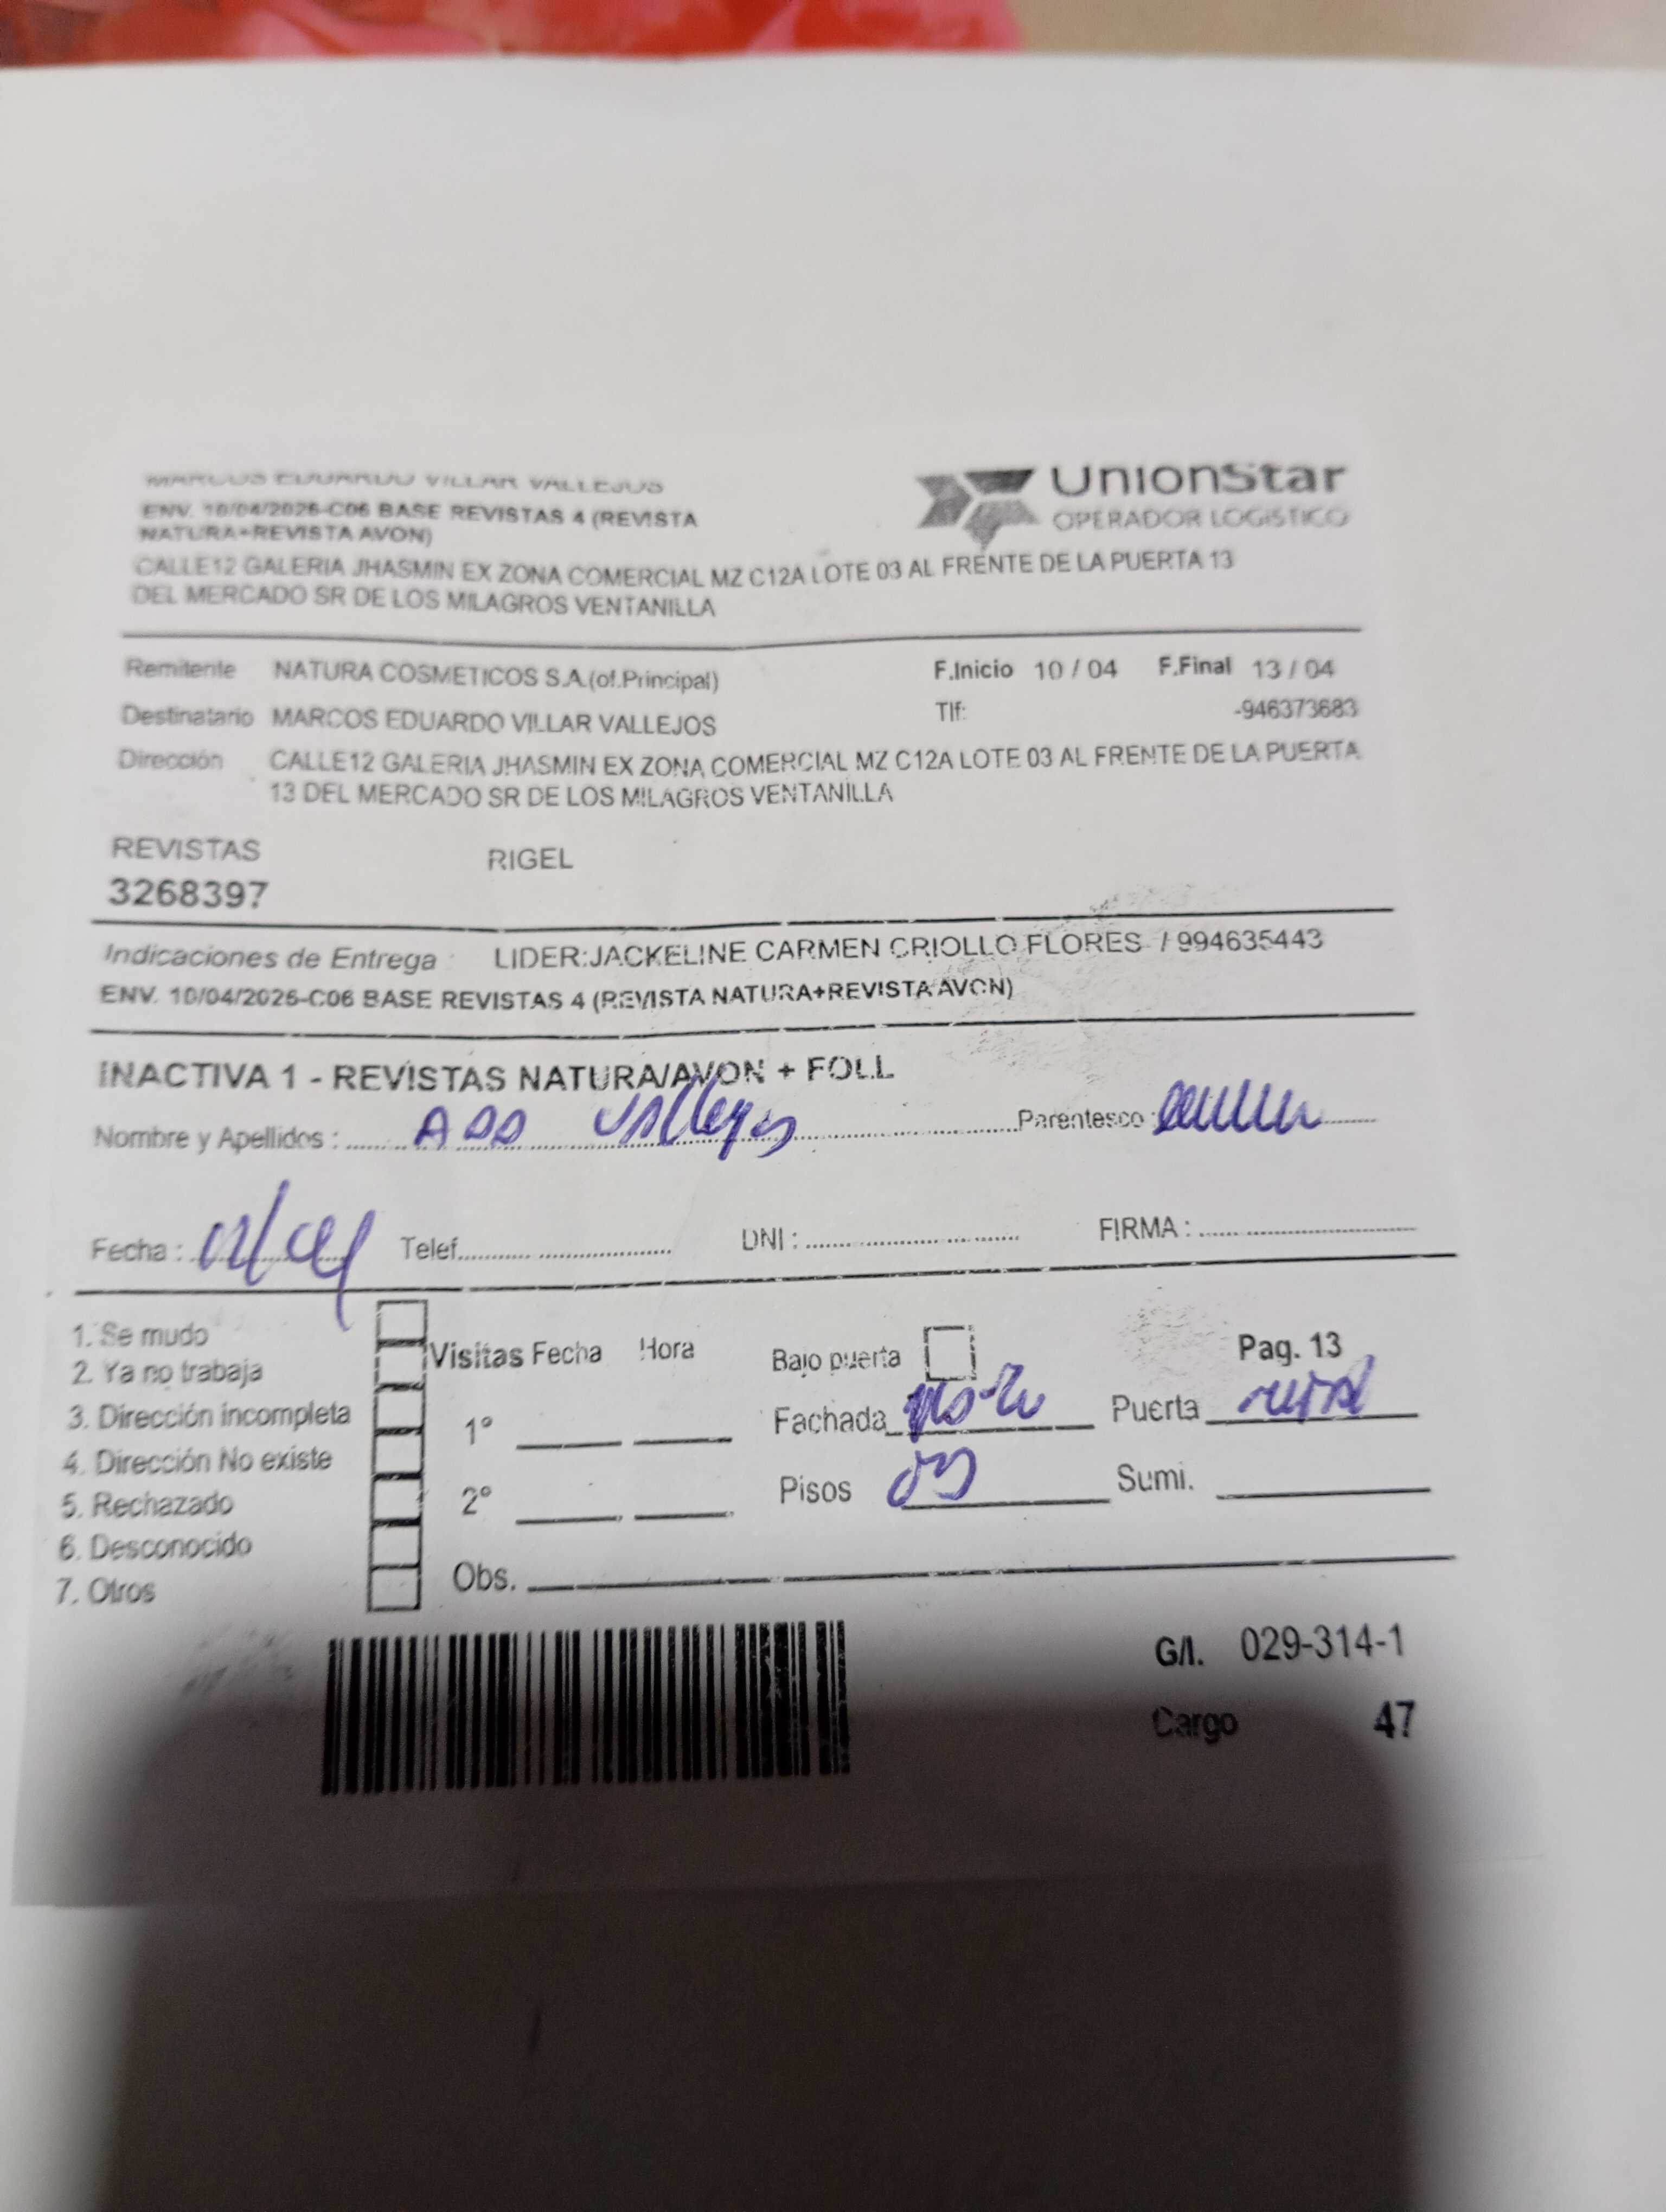 MARCOS EDUARDO VILLAR VALLEJOS
ENV. 10/04/2026-C06 BASE REVISTAS 4 (REVISTA
NATURA+REVISTA AVON)
CALLE12 GALERIA JHASMIN EX ZONA COMERCIAL MZ C12A LOTE 03 AL FRENTE DE LA PUERTA 13
DEL MERCADO SR DE LOS MILAGROS VENTANILLA
UnionStar
OPERADOR LOGISTICO
Remitente NATURA COSMETICOS S.A.(of.Principal) F.Inicio 10 / 04 F.Final 13 / 04
Destinatario MARCOS EDUARDO VILLAR VALLEJOS Tlf: -946373683
Dirección CALLE12 GALERIA JHASMIN EX ZONA COMERCIAL MZ C12A LOTE 03 AL FRENTE DE LA PUERTA
13 DEL MERCADO SR DE LOS MILAGROS VENTANILLA
REVISTAS RIGEL
3268397
Indicaciones de Entrega : LIDER:JACKELINE CARMEN CRIOLLO FLORES / 994635443
ENV. 10/04/2026-C06 BASE REVISTAS 4 (REVISTA NATURA+REVISTA AVON)
INACTIVA 1 - REVISTAS NATURA/AVON + FOLL
Nombre y Apellidos : Vallejos Parentesco :
Fecha : Telef. DNI : FIRMA :
1. Se mudo
2. Ya no trabaja
3. Dirección incompleta
4. Dirección No existe
5. Rechazado
6. Desconocido
7. Otros
Visitas Fecha Hora
1°
2°
Obs.
Bajo puerta Pag. 13
Fachada Puerta
Pisos 03 Sumi.
G/I. 029-314-1
Cargo 47